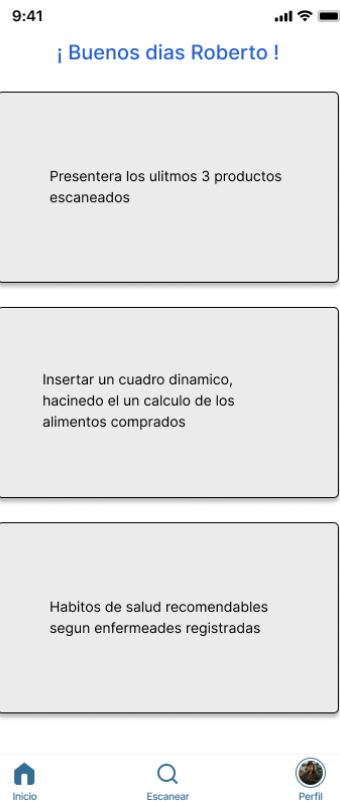 9:41
¡ Buenos dias Roberto !
Presentera los ulitmos 3 productos
escaneados
Insertar un cuadro dinamico,
hacinedo el un calculo de los
alimentos comprados
Habitos de salud recomendables
segun enfermeades registradas
Inicio
Escanear
Perfil